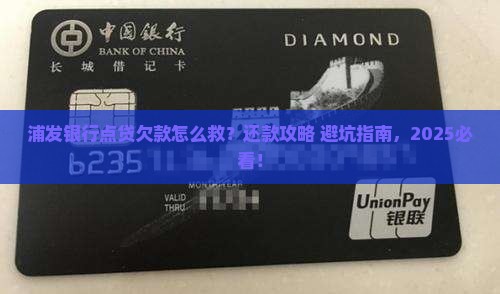 中国银行
BANK OF CHINA
DIAMOND
长城借记卡
浦发银行点贷欠款怎么救？还款攻略 避坑指南，2025必
看！
6235
MONTH/YEAR
VALID
UnionPay
银联